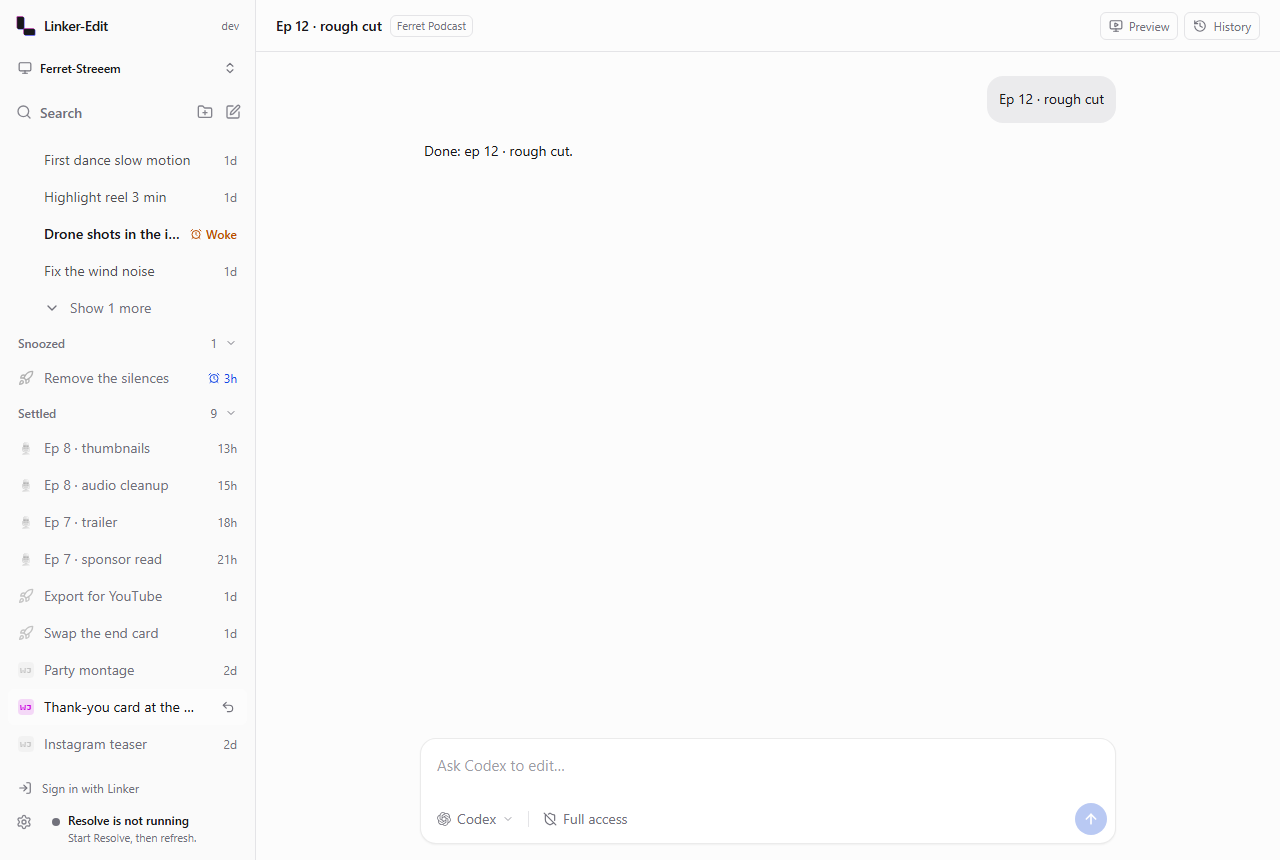 Linker-Edit
dev
Ferret-Streeem
Search
First dance slow motion
1d
Highlight reel 3 min
1d
Drone shots in the i...
Woke
Fix the wind noise
1d
Show 1 more
Snoozed
1
Remove the silences
3h
Settled
9
Ep 8 · thumbnails
13h
Ep 8 · audio cleanup
15h
Ep 7 · trailer
18h
Ep 7 · sponsor read
21h
Export for YouTube
1d
Swap the end card
1d
WJ
Party montage
2d
WJ
Thank-you card at the ...
WJ
Instagram teaser
2d
Sign in with Linker
Resolve is not running
Start Resolve, then refresh.
Ep 12 · rough cut
Ferret Podcast
Preview
History
Ep 12 · rough cut
Done: ep 12 · rough cut.
Ask Codex to edit...
Codex
Full access